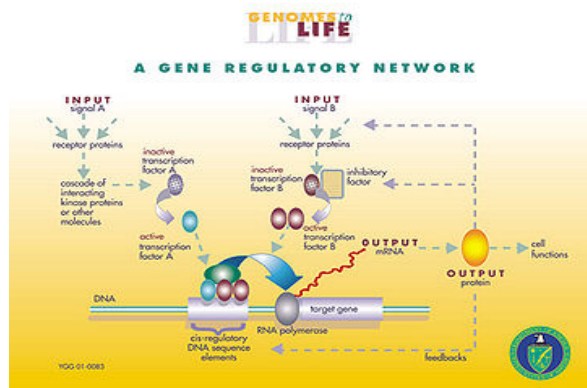 GENOMES to
LIFE
A GENE REGULATORY NETWORK
INPUT
signal A
receptor proteins
cascade of
interacting
kinase proteins
or other
molecules
inactive
transcription
factor A
active
transcription
factor A
INPUT
signal B
receptor proteins
inactive
transcription
factor B
inhibitory
factor
active
transcription
factor B
OUTPUT
mRNA
OUTPUT
protein
cell
functions
DNA
target gene
RNA polymerase
cis-regulatory
DNA sequence
elements
feedbacks
YGG 01-0083